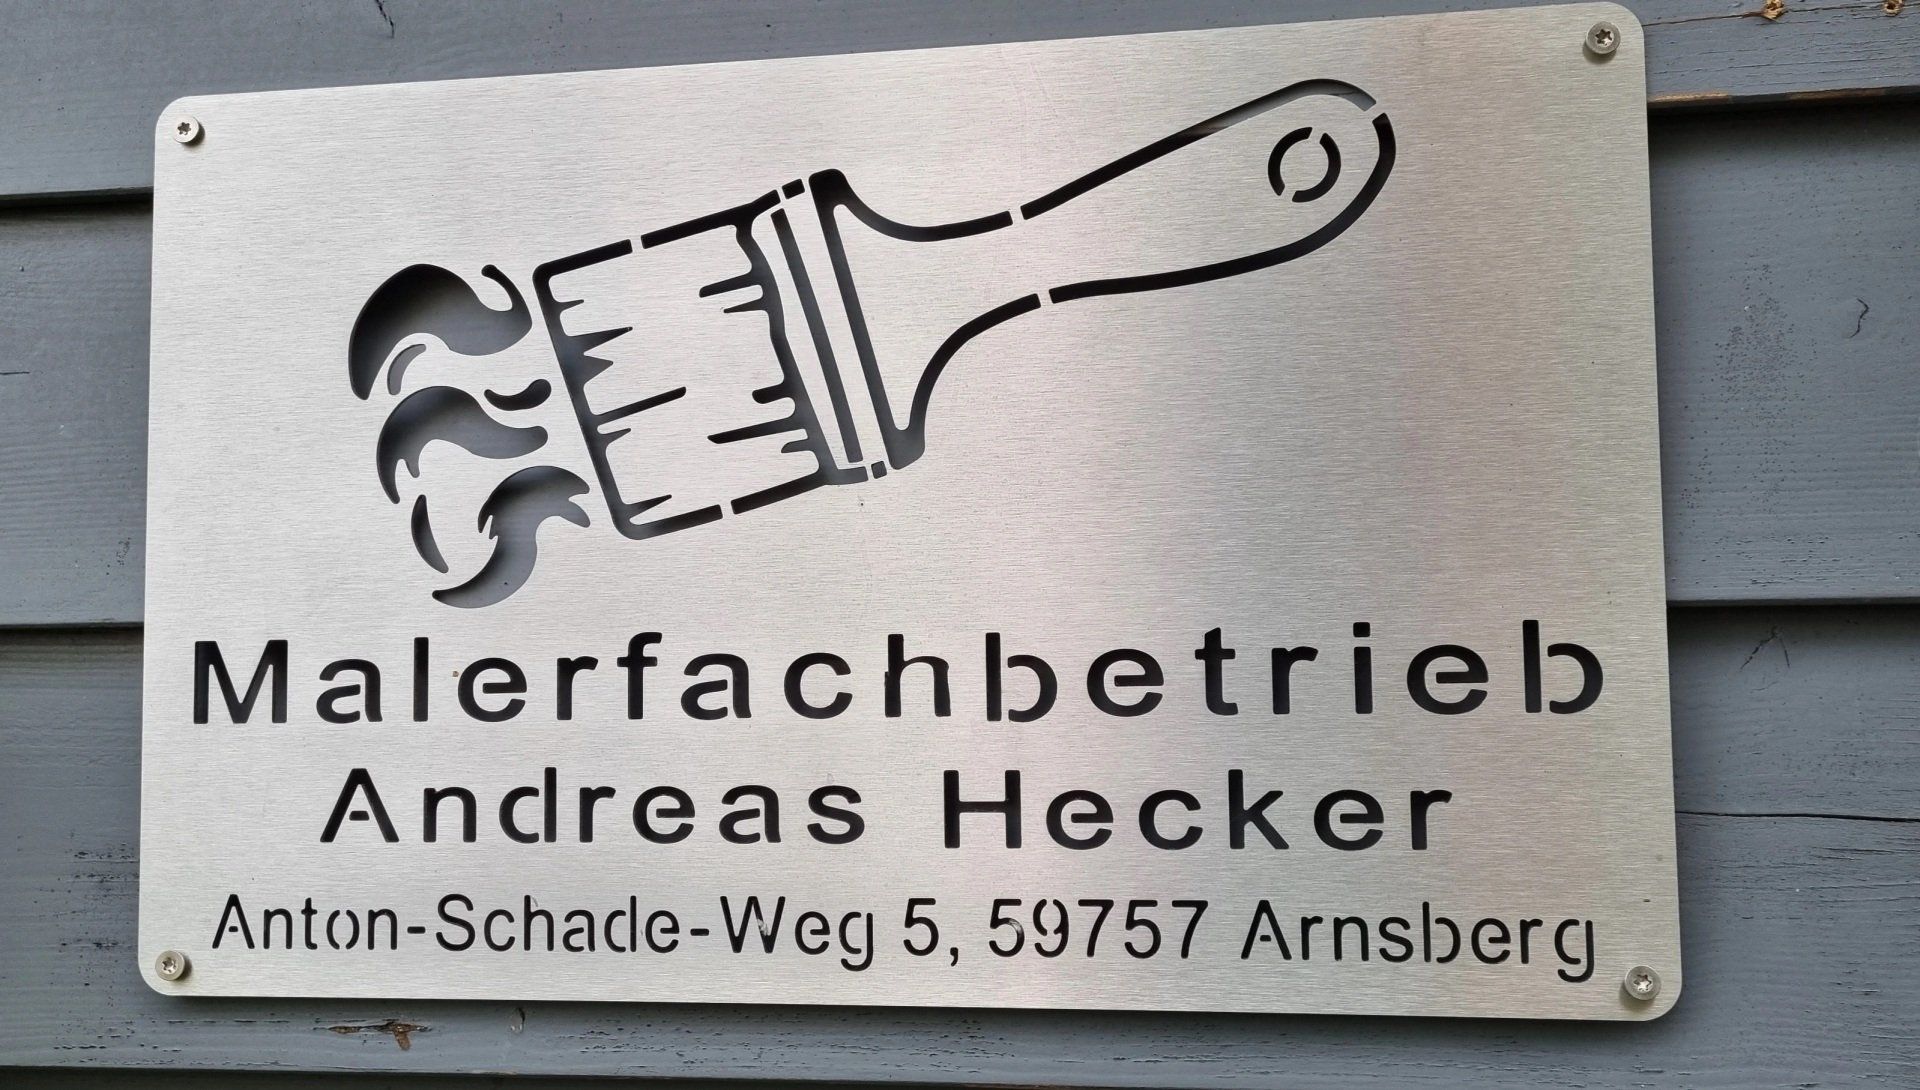 Malerfachbetrieb
Andreas Hecker
Anton-Schade-Weg 5, 59757 Arnsberg